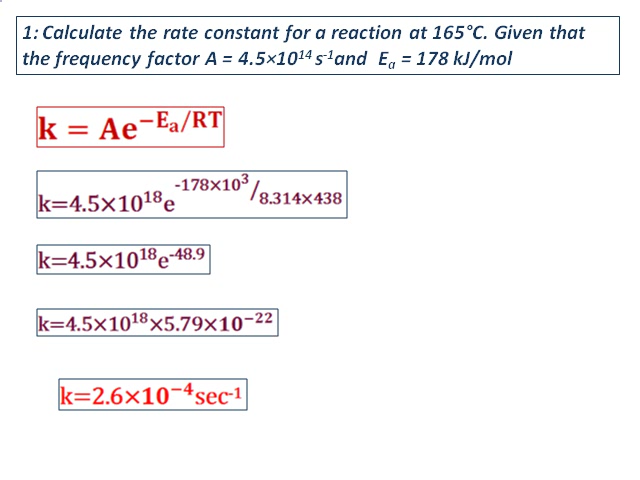 1: Calculate the rate constant for a reaction at 165°C. Given that
the frequency factor A = 4.5×10¹⁴ s⁻¹and Eₐ = 178 kJ/mol
k = Ae^−Eₐ/RT
k=4.5×10¹⁸e^-178×10³/8.314×438
k=4.5×10¹⁸e^-48.9
k=4.5×10¹⁸×5.79×10⁻²²
k=2.6×10⁻⁴sec⁻¹